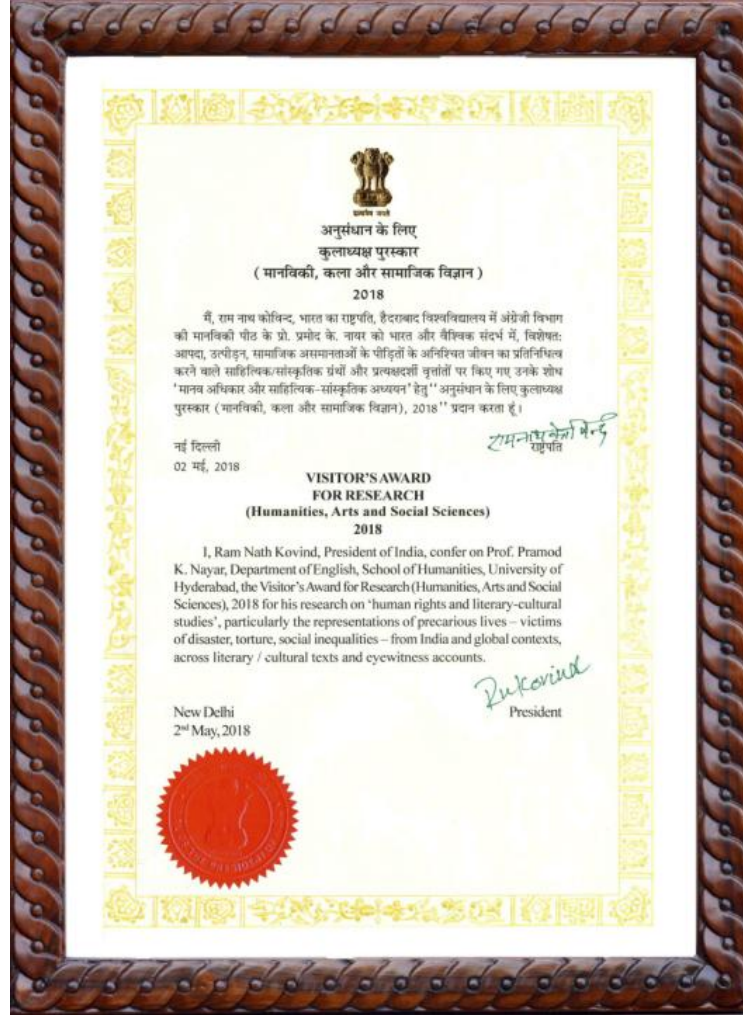 सत्यमेव जयते
अनुसंधान के लिए
कुलाध्यक्ष पुरस्कार
( मानविकी, कला और सामाजिक विज्ञान )
2018
मैं, राम नाथ कोविन्द, भारत का राष्ट्रपति, हैदराबाद विश्वविद्यालय में अंग्रेजी विभाग
की मानविकी पीठ के प्रो. प्रमोद के. नायर को भारत और वैश्विक संदर्भ में, विशेषत:
आपदा, उत्पीड़न, सामाजिक असमानताओं के पीड़ितों के अनिश्चित जीवन का प्रतिनिधित्व
करने वाले साहित्यिक/सांस्कृतिक ग्रंथों और प्रत्यक्षदर्शी वृत्तांतों पर किए गए उनके शोध
'मानव अधिकार और साहित्यिक-सांस्कृतिक अध्ययन' हेतु "अनुसंधान के लिए कुलाध्यक्ष
पुरस्कार (मानविकी, कला और सामाजिक विज्ञान), 2018" प्रदान करता हूं।
रामनाथ कोविन्द
नई दिल्ली राष्ट्रपति
02 मई, 2018
VISITOR'S AWARD
FOR RESEARCH
(Humanities, Arts and Social Sciences)
2018
I, Ram Nath Kovind, President of India, confer on Prof. Pramod
K. Nayar, Department of English, School of Humanities, University of
Hyderabad, the Visitor's Award for Research (Humanities, Arts and Social
Sciences), 2018 for his research on 'human rights and literary-cultural
studies', particularly the representations of precarious lives – victims
of disaster, torture, social inequalities – from India and global contexts,
across literary / cultural texts and eyewitness accounts.
Rnkovind
New Delhi President
2nd May, 2018